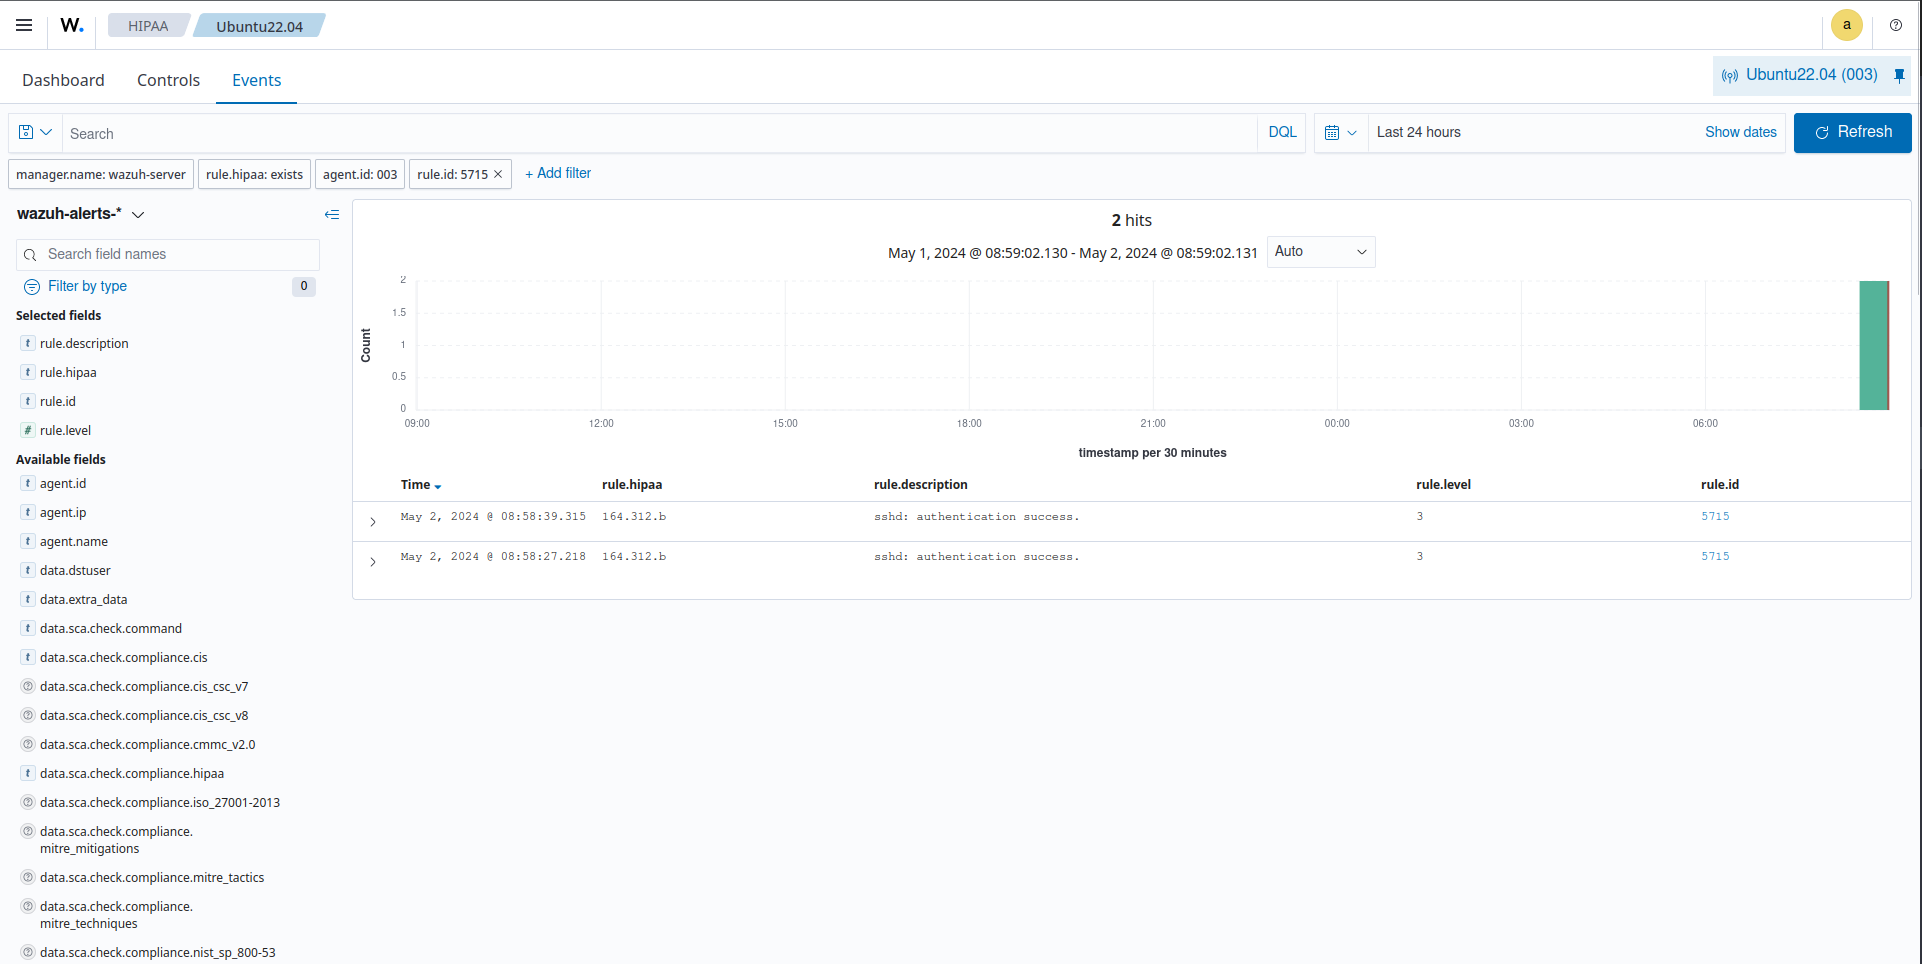 W.
HIPAA
Ubuntu22.04
a
Dashboard
Controls
Events
Ubuntu22.04 (003)
Search
DQL
Last 24 hours
Show dates
Refresh
manager.name: wazuh-server
rule.hipaa: exists
agent.id: 003
rule.id: 5715 ×
+ Add filter
wazuh-alerts-*
Search field names
Filter by type
0
Selected fields
t rule.description
t rule.hipaa
t rule.id
# rule.level
Available fields
t agent.id
t agent.ip
t agent.name
t data.dstuser
t data.extra_data
t data.sca.check.command
t data.sca.check.compliance.cis
? data.sca.check.compliance.cis_csc_v7
? data.sca.check.compliance.cis_csc_v8
? data.sca.check.compliance.cmmc_v2.0
t data.sca.check.compliance.hipaa
? data.sca.check.compliance.iso_27001-2013
? data.sca.check.compliance.
mitre_mitigations
? data.sca.check.compliance.mitre_tactics
? data.sca.check.compliance.
mitre_techniques
? data.sca.check.compliance.nist_sp_800-53
2 hits
May 1, 2024 @ 08:59:02.130 - May 2, 2024 @ 08:59:02.131
Auto
Count
2
1.5
1
0.5
0
09:00
12:00
15:00
18:00
21:00
00:00
03:00
06:00
timestamp per 30 minutes
Time rule.hipaa rule.description rule.level rule.id
May 2, 2024 @ 08:58:39.315 164.312.b sshd: authentication success. 3 5715
May 2, 2024 @ 08:58:27.218 164.312.b sshd: authentication success. 3 5715